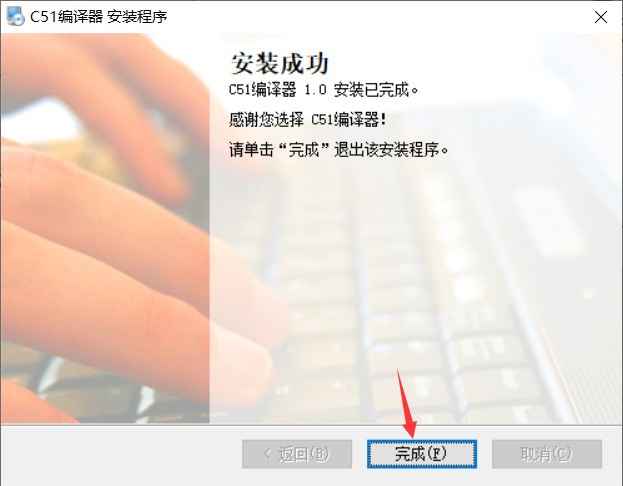 C51编译器 安装程序
安装成功
C51编译器 1.0 安装已完成。
感谢您选择 C51编译器!
请单击“完成”退出该安装程序。
< 返回(B)
完成(F)
取消(C)